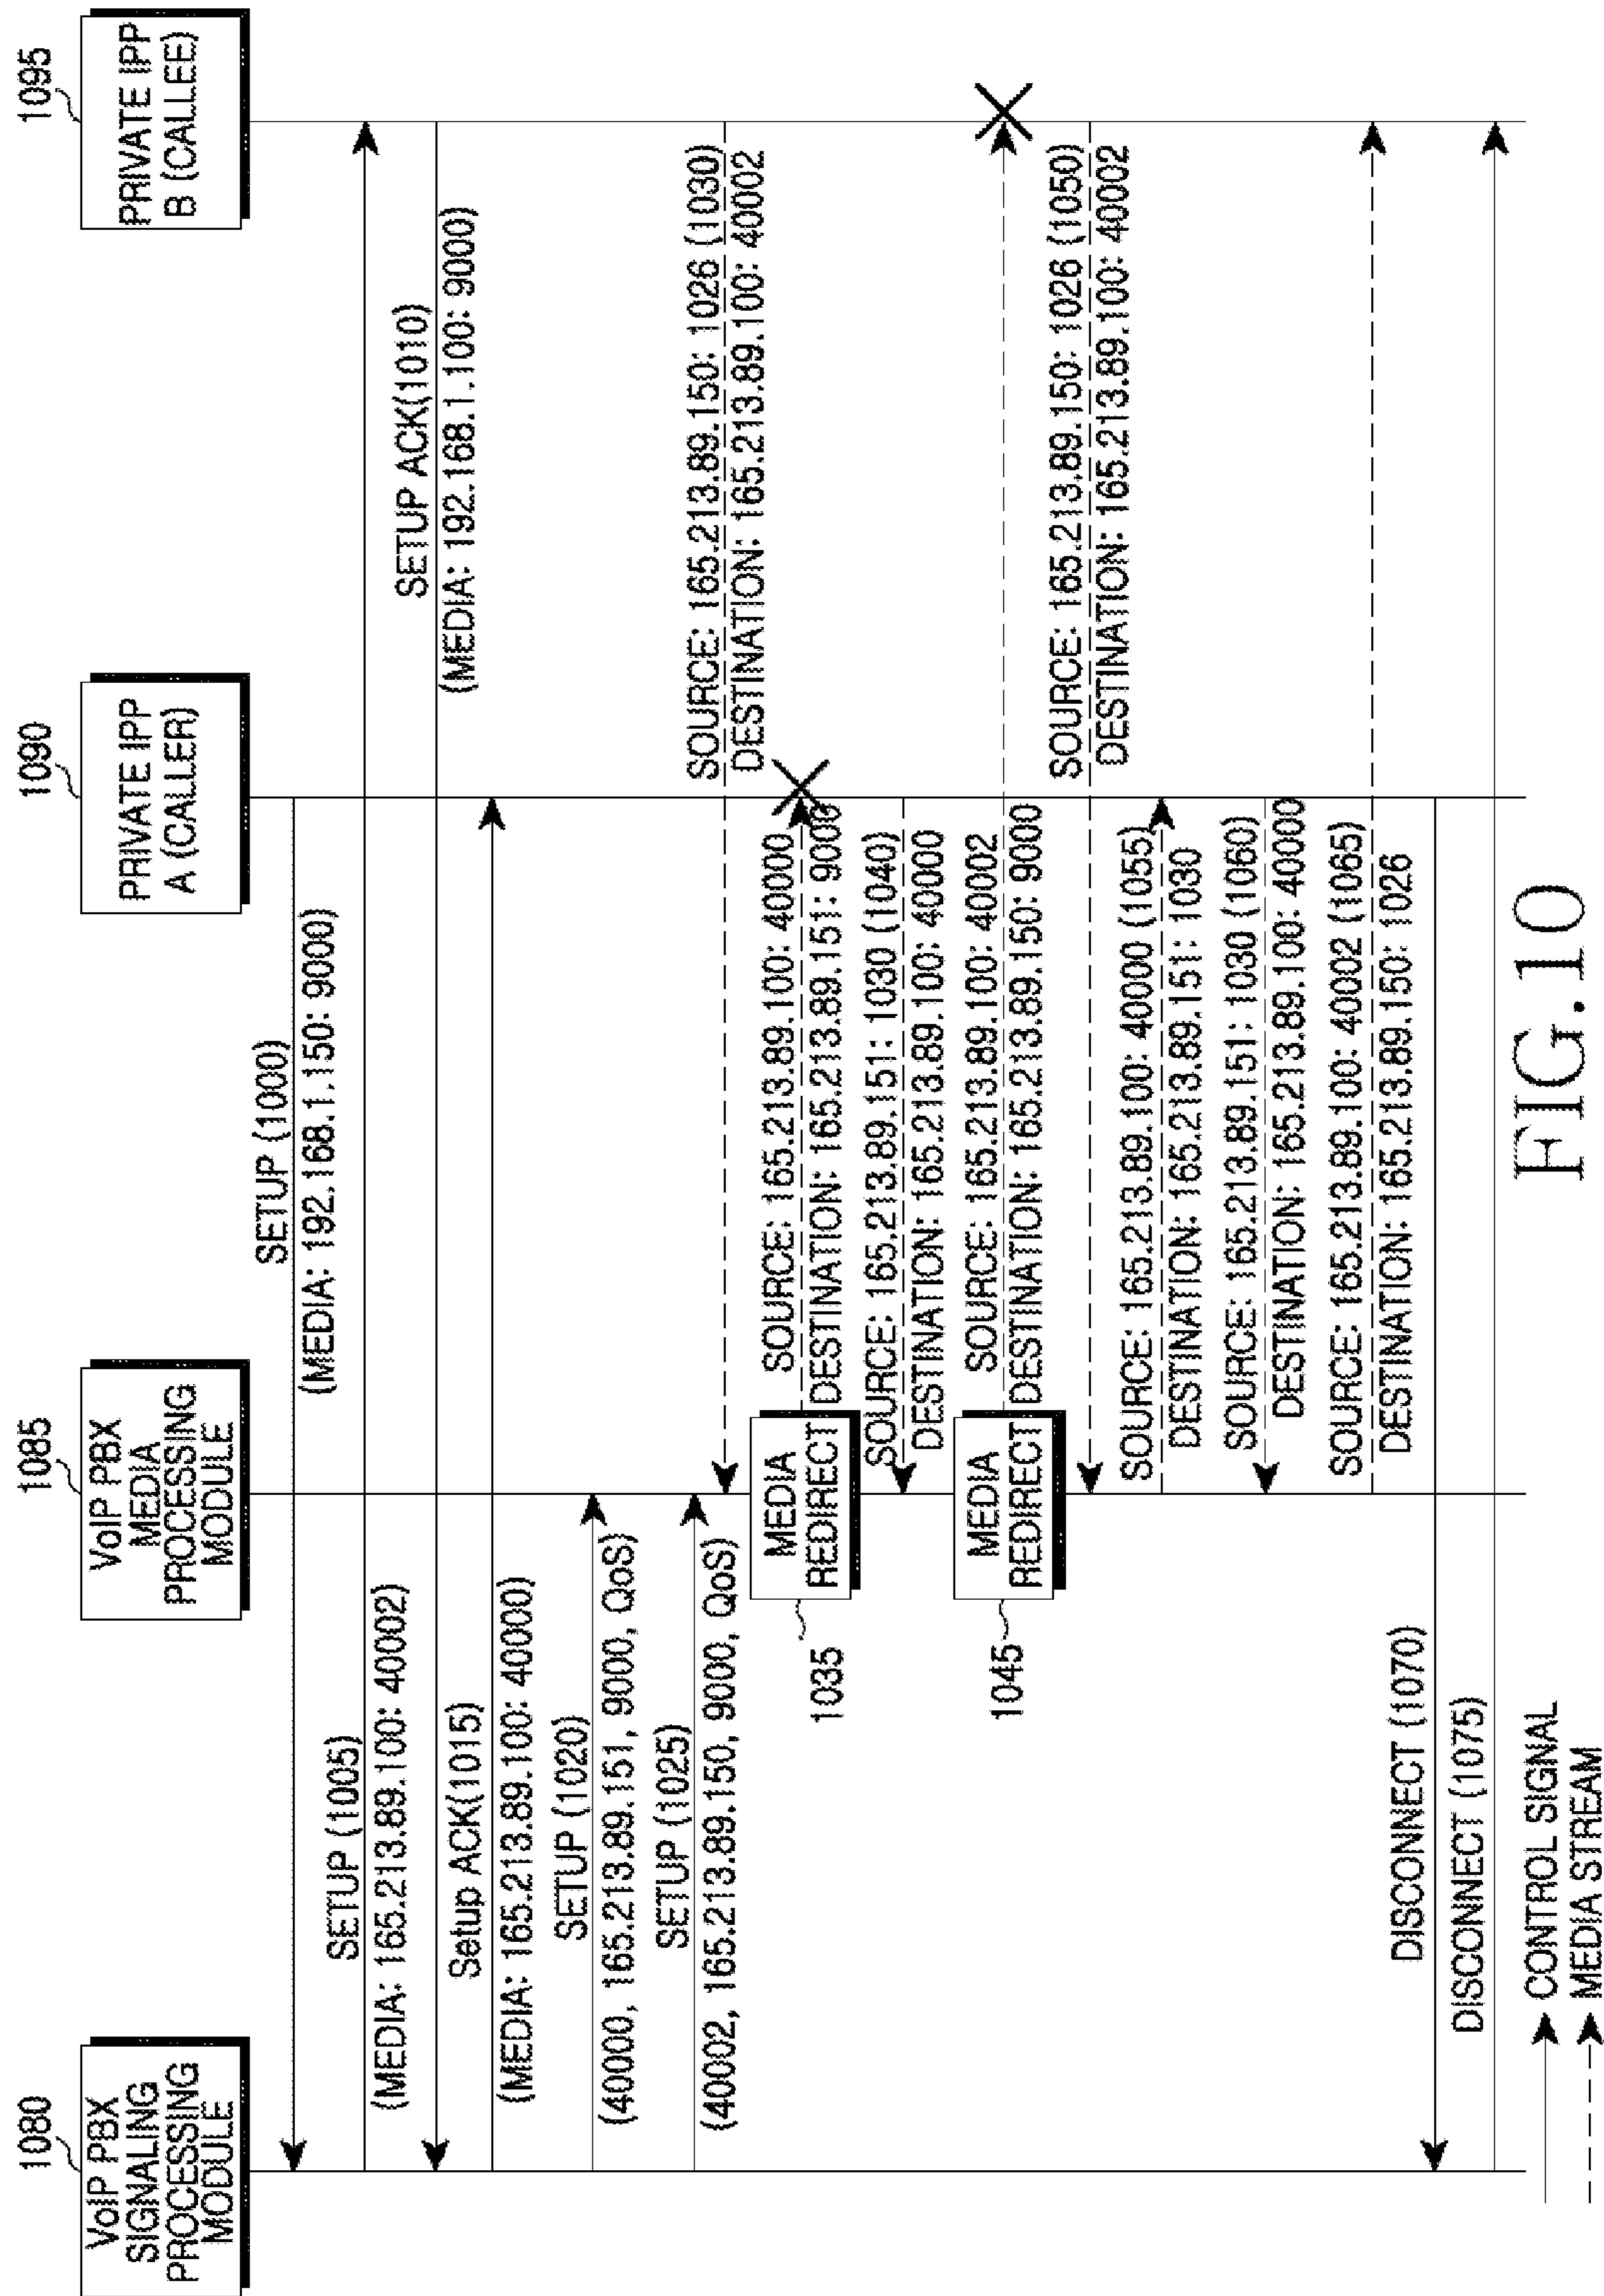 1080
VoIP PBX
SIGNALING
PROCESSING
MODULE
1085
VoIP PBX
MEDIA
PROCESSING
MODULE
1090
PRIVATE IPP
A (CALLER)
1095
PRIVATE IPP
B (CALLEE)
SETUP (1000)
(MEDIA: 192.168.1.150: 9000)
SETUP (1005)
(MEDIA: 165.213.89.100: 40002)
SETUP ACK(1010)
(MEDIA: 192.168.1.100: 9000)
Setup ACK(1015)
(MEDIA: 165.213.89.100: 40000)
SETUP (1020)
(40000, 165.213.89.151, 9000, QoS)
SETUP (1025)
(40002, 165.213.89.150, 9000, QoS)
SOURCE: 165.213.89.150: 1026 (1030)
DESTINATION: 165.213.89.100: 40002
MEDIA
REDIRECT
1035
SOURCE: 165.213.89.100: 40000
DESTINATION: 165.213.89.151: 9000
SOURCE: 165.213.89.151: 1030 (1040)
DESTINATION: 165.213.89.100: 40000
MEDIA
REDIRECT
1045
SOURCE: 165.213.89.100: 40002
DESTINATION: 165.213.89.150: 9000
SOURCE: 165.213.89.150: 1026 (1050)
DESTINATION: 165.213.89.100: 40002
SOURCE: 165.213.89.100: 40000 (1055)
DESTINATION: 165.213.89.151: 1030
SOURCE: 165.213.89.151: 1030 (1060)
DESTINATION: 165.213.89.100: 40000
SOURCE: 165.213.89.100: 40002 (1065)
DESTINATION: 165.213.89.150: 1026
DISCONNECT (1070)
DISCONNECT (1075)
CONTROL SIGNAL
MEDIA STREAM
FIG.10